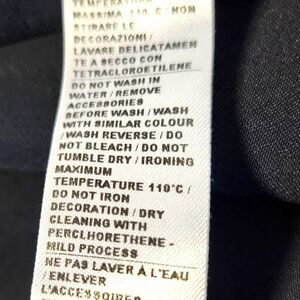 TEMPERATURA
MASSIMA 110°C / NON
STIRARE LE
DECORAZIONI /
LAVARE DELICATAMEN
TE A SECCO CON
TETRACLOROETILENE
DO NOT WASH IN
WATER / REMOVE
ACCESSORIES
BEFORE WASH / WASH
WITH SIMILAR COLOUR
/ WASH REVERSE / DO
NOT BLEACH / DO NOT
TUMBLE DRY / IRONING
MAXIMUM
TEMPERATURE 110°C /
DO NOT IRON
DECORATION / DRY
CLEANING WITH
PERCLHORETHENE -
MILD PROCESS
NE PAS LAVER À L'EAU
/ ENLEVER
L'ACCESSOIRES